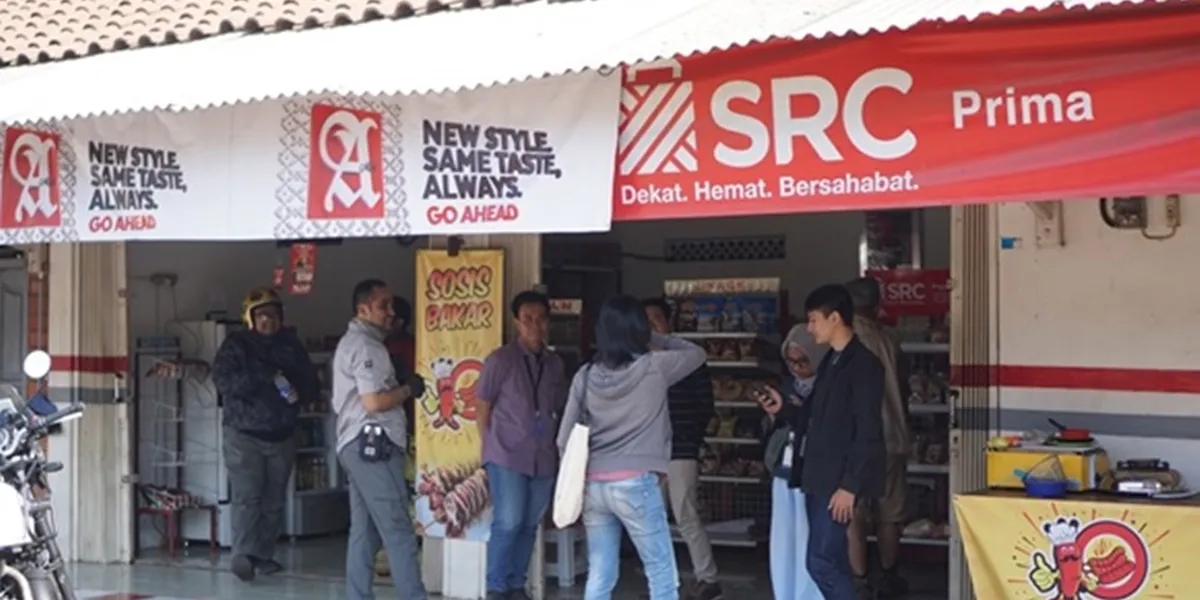 A
NEW STYLE.
SAME TASTE,
ALWAYS.
GO AHEAD
A
NEW STYLE.
SAME TASTE,
ALWAYS.
GO AHEAD
SRC
Prima
Dekat. Hemat. Bersahabat.
SOSIS
BAKAR
SRC